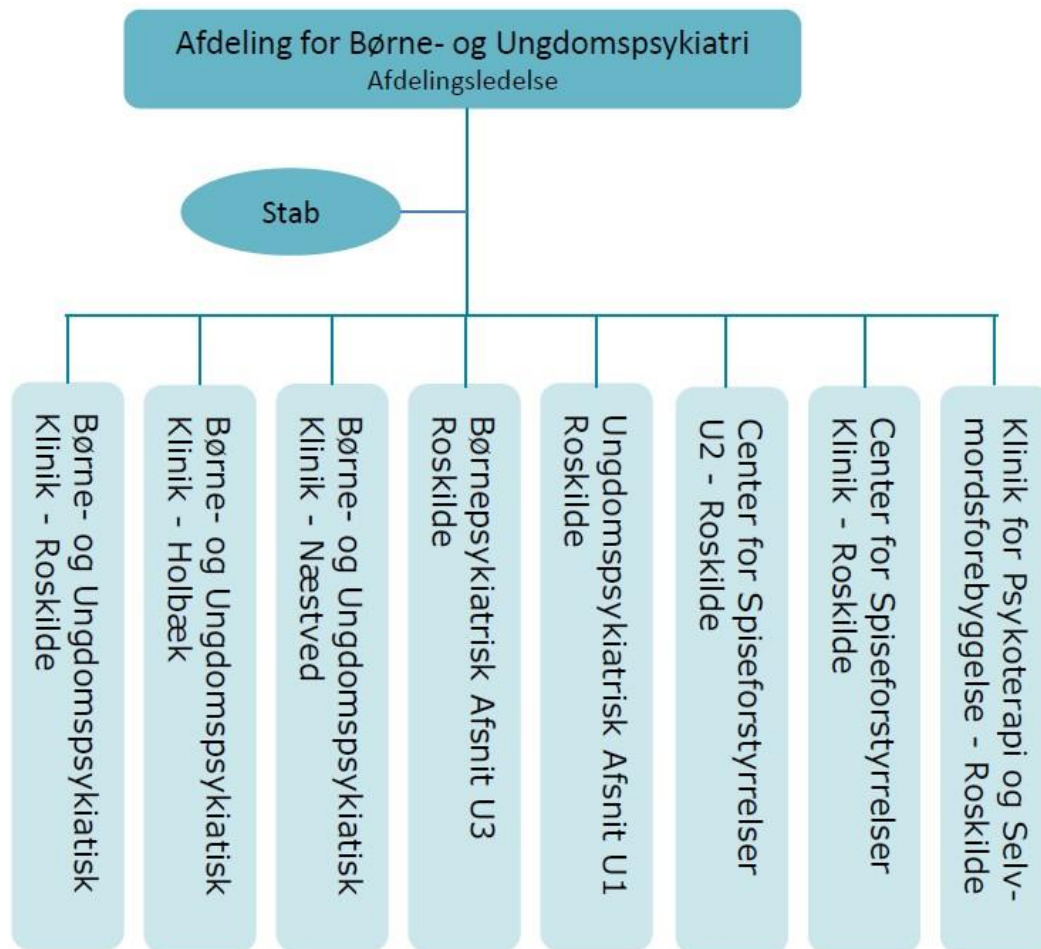 Afdeling for Børne- og Ungdomspsykiatri
Afdelingsledelse
Stab
Børne- og Ungdomspsykiatisk
Klinik - Roskilde
Børne- og Ungdomspsykiatisk
Klinik - Holbæk
Børne- og Ungdomspsykiatisk
Klinik - Næstved
Børnepsykiatrisk Afsnit U3
Roskilde
Ungdomspsykiatrisk Afsnit U1
Roskilde
Center for Spiseforstyrrelser
U2 - Roskilde
Center for Spiseforstyrrelser
Klinik - Roskilde
Klinik for Psykoterapi og Selv-
mordsforebyggelse - Roskilde